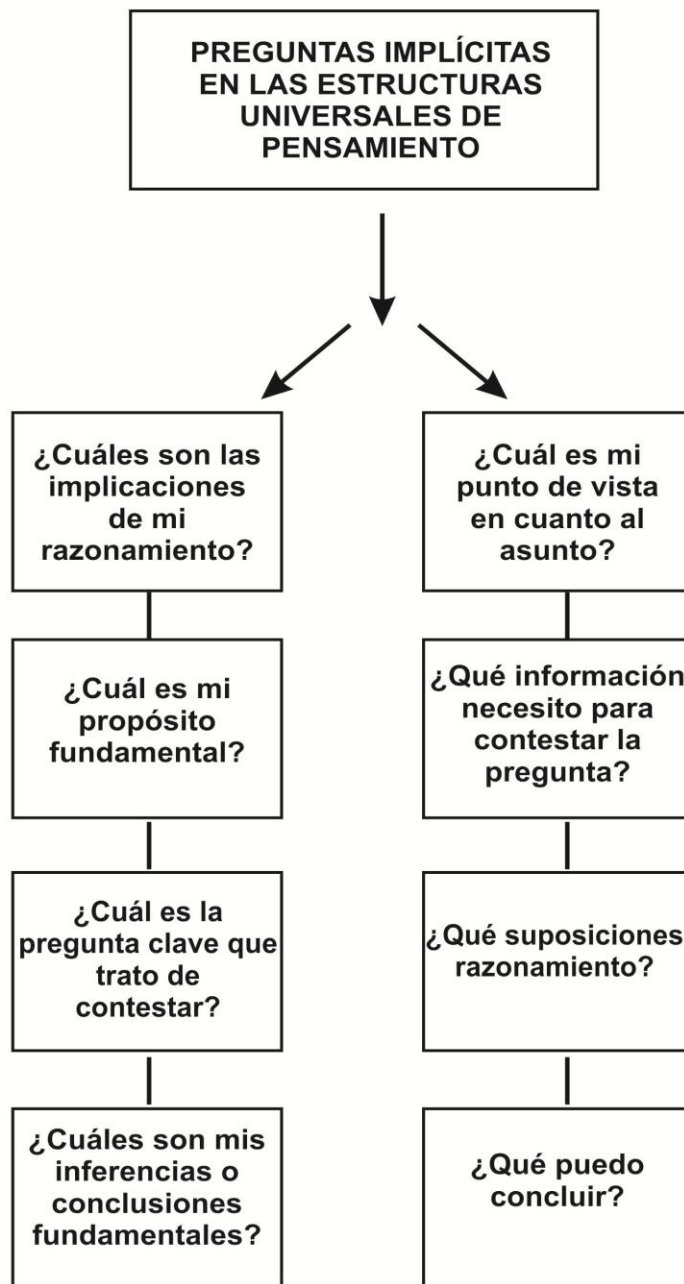 PREGUNTAS IMPLÍCITAS
EN LAS ESTRUCTURAS
UNIVERSALES DE
PENSAMIENTO
¿Cuáles son las
implicaciones
de mi
razonamiento?
¿Cuál es mi
propósito
fundamental?
¿Cuál es la
pregunta clave que
trato de
contestar?
¿Cuáles son mis
inferencias o
conclusiones
fundamentales?
¿Cuál es mi
punto de vista
en cuanto al
asunto?
¿Qué información
necesito para
contestar la
pregunta?
¿Qué suposiciones
razonamiento?
¿Qué puedo
concluir?